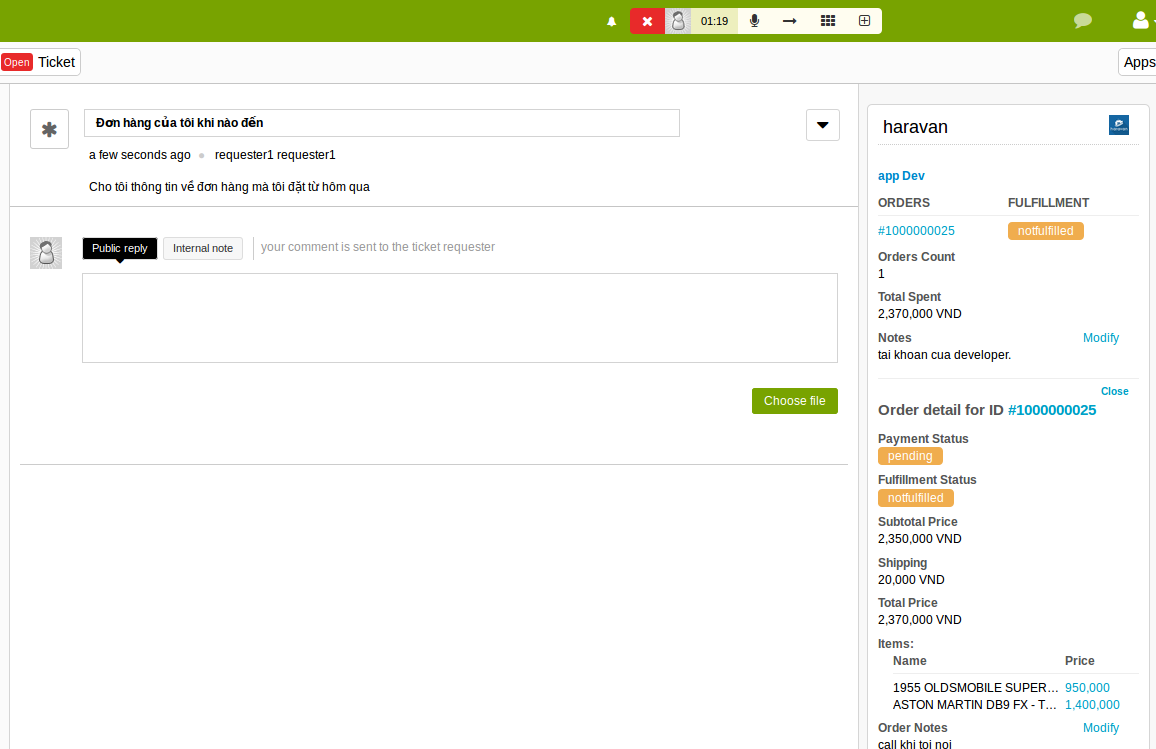 01:19
Open Ticket
Apps
Đơn hàng của tôi khi nào đến
a few seconds ago requester1 requester1
Cho tôi thông tin về đơn hàng mà tôi đặt từ hôm qua
Public reply Internal note your comment is sent to the ticket requester
Choose file
haravan
app Dev
ORDERS FULFILLMENT
#1000000025 notfulfilled
Orders Count
1
Total Spent
2,370,000 VND
Notes Modify
tai khoan cua developer.
Close
Order detail for ID #1000000025
Payment Status
pending
Fulfillment Status
notfulfilled
Subtotal Price
2,350,000 VND
Shipping
20,000 VND
Total Price
2,370,000 VND
Items:
Name Price
1955 OLDSMOBILE SUPER… 950,000
ASTON MARTIN DB9 FX - T… 1,400,000
Order Notes Modify
call khi toi noi